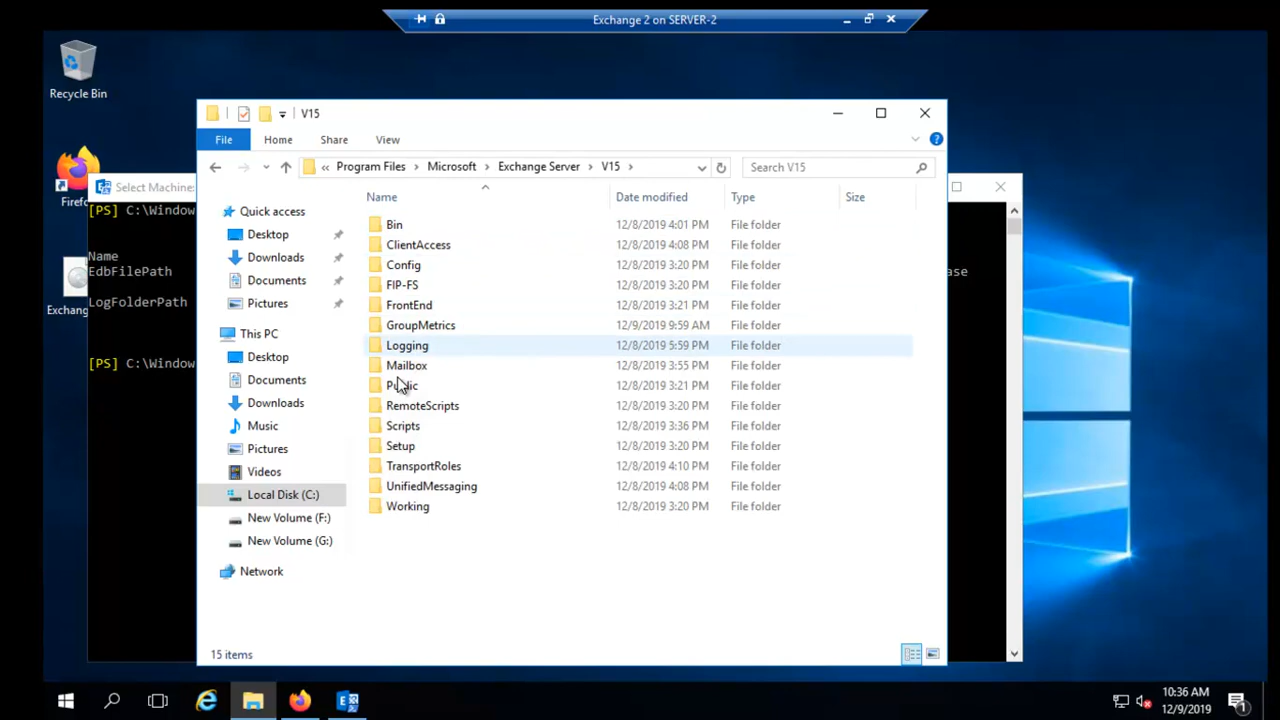 Exchange 2 on SERVER-2
Recycle Bin
V15
File Home Share View
« Program Files > Microsoft > Exchange Server > V15 >
Search V15
Name Date modified Type Size
Quick access
Desktop
Downloads
Documents
Pictures
This PC
Desktop
Documents
Downloads
Music
Pictures
Videos
Local Disk (C:)
New Volume (F:)
New Volume (G:)
Network
Bin 12/8/2019 4:01 PM File folder
ClientAccess 12/8/2019 4:08 PM File folder
Config 12/8/2019 3:20 PM File folder
FIP-FS 12/8/2019 3:20 PM File folder
FrontEnd 12/8/2019 3:21 PM File folder
GroupMetrics 12/9/2019 9:59 AM File folder
Logging 12/8/2019 5:59 PM File folder
Mailbox 12/8/2019 3:55 PM File folder
Public 12/8/2019 3:21 PM File folder
RemoteScripts 12/8/2019 3:20 PM File folder
Scripts 12/8/2019 3:36 PM File folder
Setup 12/8/2019 3:20 PM File folder
TransportRoles 12/8/2019 4:10 PM File folder
UnifiedMessaging 12/8/2019 4:08 PM File folder
Working 12/8/2019 3:20 PM File folder
15 items
Firefo
Exchang
Select Machine:
[PS] C:\Window
Name
EdbFilePath
ase
LogFolderPath
[PS] C:\Window
10:36 AM
12/9/2019
1